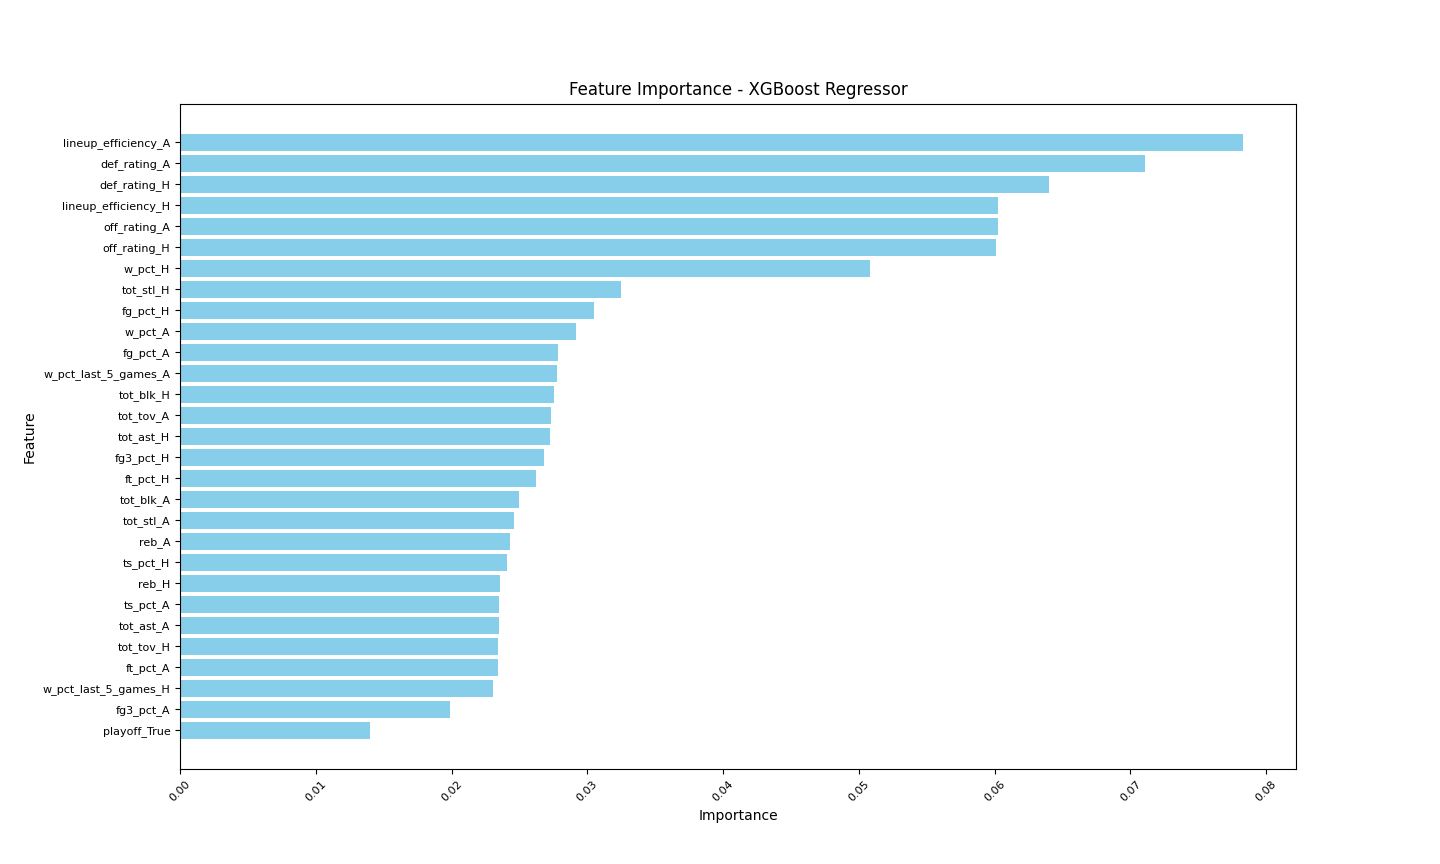 Feature Importance - XGBoost Regressor
lineup_efficiency_A
def_rating_A
def_rating_H
lineup_efficiency_H
off_rating_A
off_rating_H
w_pct_H
tot_stl_H
fg_pct_H
w_pct_A
fg_pct_A
w_pct_last_5_games_A
tot_blk_H
tot_tov_A
tot_ast_H
fg3_pct_H
ft_pct_H
tot_blk_A
tot_stl_A
reb_A
ts_pct_H
reb_H
ts_pct_A
tot_ast_A
tot_tov_H
ft_pct_A
w_pct_last_5_games_H
fg3_pct_A
playoff_True
Feature
0.00 0.01 0.02 0.03 0.04 0.05 0.06 0.07 0.08
Importance